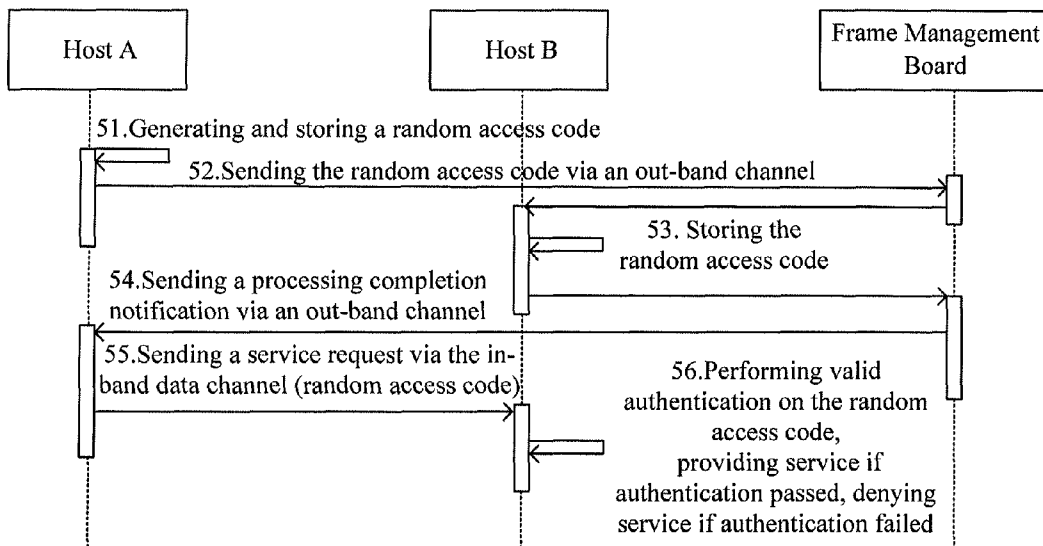 Host A
Host B
Frame Management
Board
51.Generating and storing a random access code
52.Sending the random access code via an out-band channel
53. Storing the
random access code
54.Sending a processing completion
notification via an out-band channel
55.Sending a service request via the in-
band data channel (random access code)
56.Performing valid
authentication on the random
access code,
providing service if
authentication passed, denying
service if authentication failed